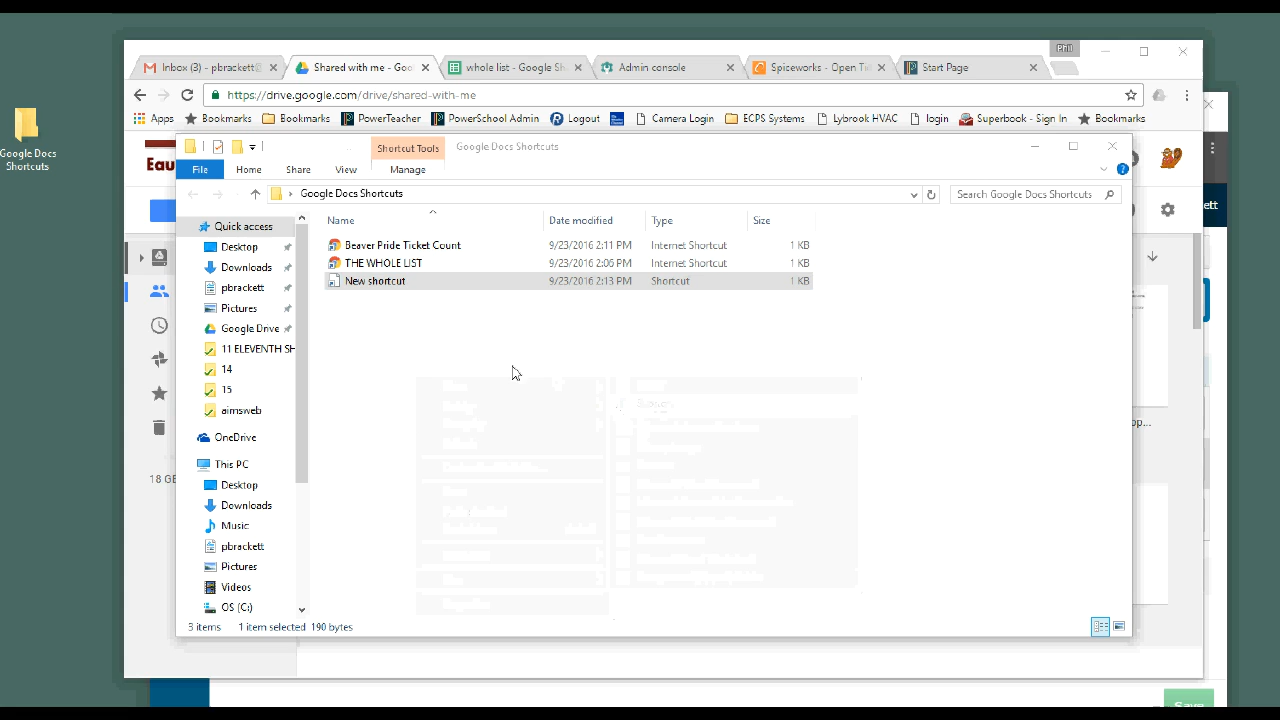 Phil
Inbox (3) - pbrackett@
Shared with me - Goo
whole list - Google Sh
Admin console
Spiceworks - Open Tic
Start Page
https://drive.google.com/drive/shared-with-me
Apps
Bookmarks
Bookmarks
PowerTeacher
PowerSchool Admin
Logout
Camera Login
ECPS Systems
Lybrook HVAC
login
Superbook - Sign In
Bookmarks
Google Docs
Shortcuts
Eau
Shortcut Tools
Google Docs Shortcuts
File
Home
Share
View
Manage
Google Docs Shortcuts
Search Google Docs Shortcuts
ett
Name
Date modified
Type
Size
Beaver Pride Ticket Count 9/23/2016 2:11 PM Internet Shortcut 1 KB
THE WHOLE LIST 9/23/2016 2:06 PM Internet Shortcut 1 KB
New shortcut 9/23/2016 2:13 PM Shortcut 1 KB
Quick access
Desktop
Downloads
pbrackett
Pictures
Google Drive
11 ELEVENTH SH
14
15
aimsweb
OneDrive
This PC
Desktop
Downloads
Music
pbrackett
Pictures
Videos
OS (C:)
18 GE
op...
3 items
1 item selected 190 bytes
Save